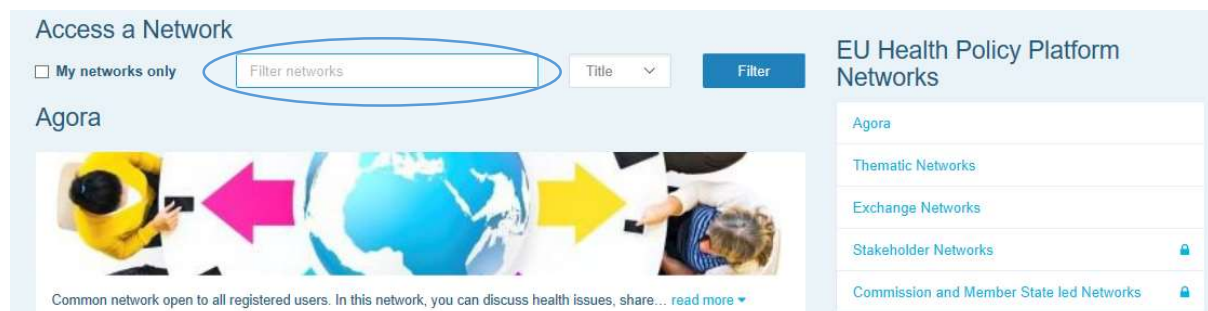 Access a Network
My networks only
Filter networks
Title
Filter
Agora
Common network open to all registered users. In this network, you can discuss health issues, share… read more
EU Health Policy Platform
Networks
Agora
Thematic Networks
Exchange Networks
Stakeholder Networks
Commission and Member State led Networks